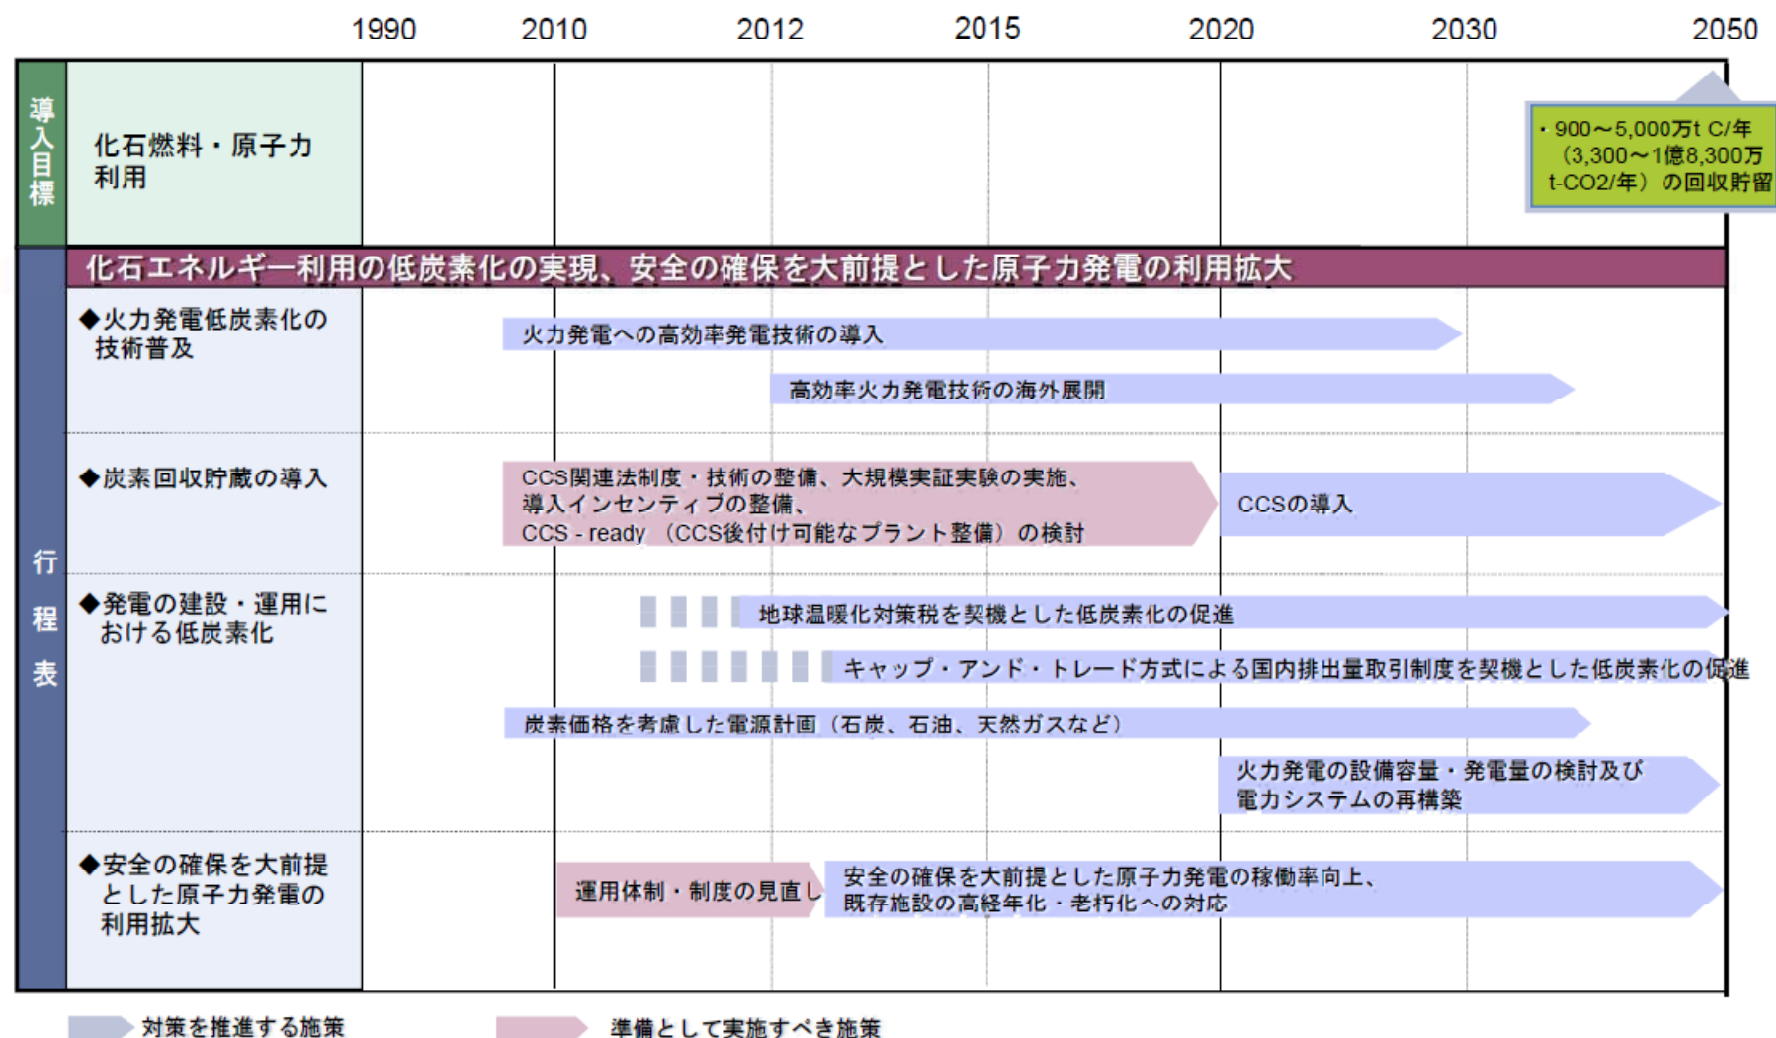 1990 2010 2012 2015 2020 2030 2050
導入目標
化石燃料・原子力
利用
・900～5,000万t C/年
（3,300～1億8,300万
t-CO2/年）の回収貯留
行程表
化石エネルギー利用の低炭素化の実現、安全の確保を大前提とした原子力発電の利用拡大
◆火力発電低炭素化の
技術普及
火力発電への高効率発電技術の導入
高効率火力発電技術の海外展開
◆炭素回収貯蔵の導入
CCS関連法制度・技術の整備、大規模実証実験の実施、
導入インセンティブの整備、
CCS - ready （CCS後付け可能なプラント整備）の検討
CCSの導入
◆発電の建設・運用に
おける低炭素化
地球温暖化対策税を契機とした低炭素化の促進
キャップ・アンド・トレード方式による国内排出量取引制度を契機とした低炭素化の促進
炭素価格を考慮した電源計画（石炭、石油、天然ガスなど）
火力発電の設備容量・発電量の検討及び
電力システムの再構築
◆安全の確保を大前提
とした原子力発電の
利用拡大
運用体制・制度の見直し
安全の確保を大前提とした原子力発電の稼働率向上、
既存施設の高経年化・老朽化への対応
対策を推進する施策
準備として実施すべき施策